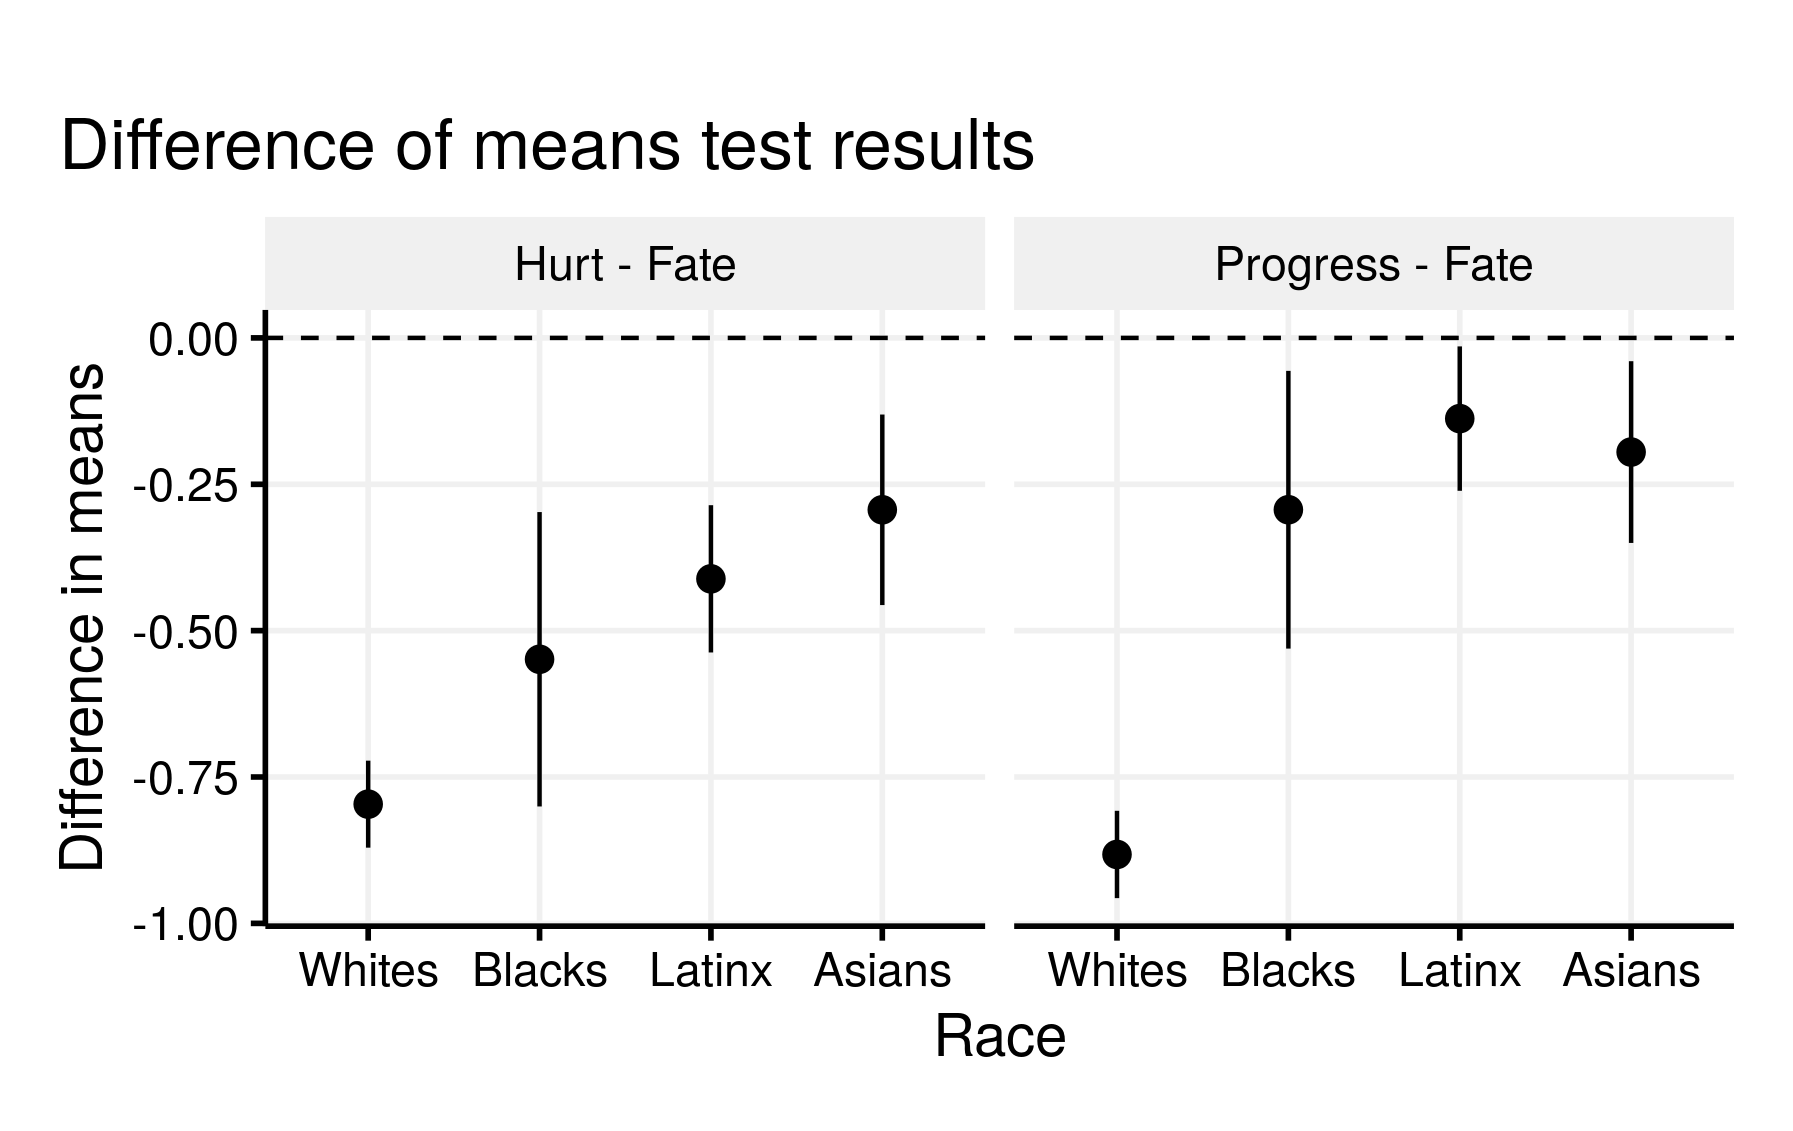 Difference of means test results
Hurt - Fate
Progress - Fate
Difference in means
0.00
-0.25
-0.50
-0.75
-1.00
Whites Blacks Latinx Asians
Whites Blacks Latinx Asians
Race